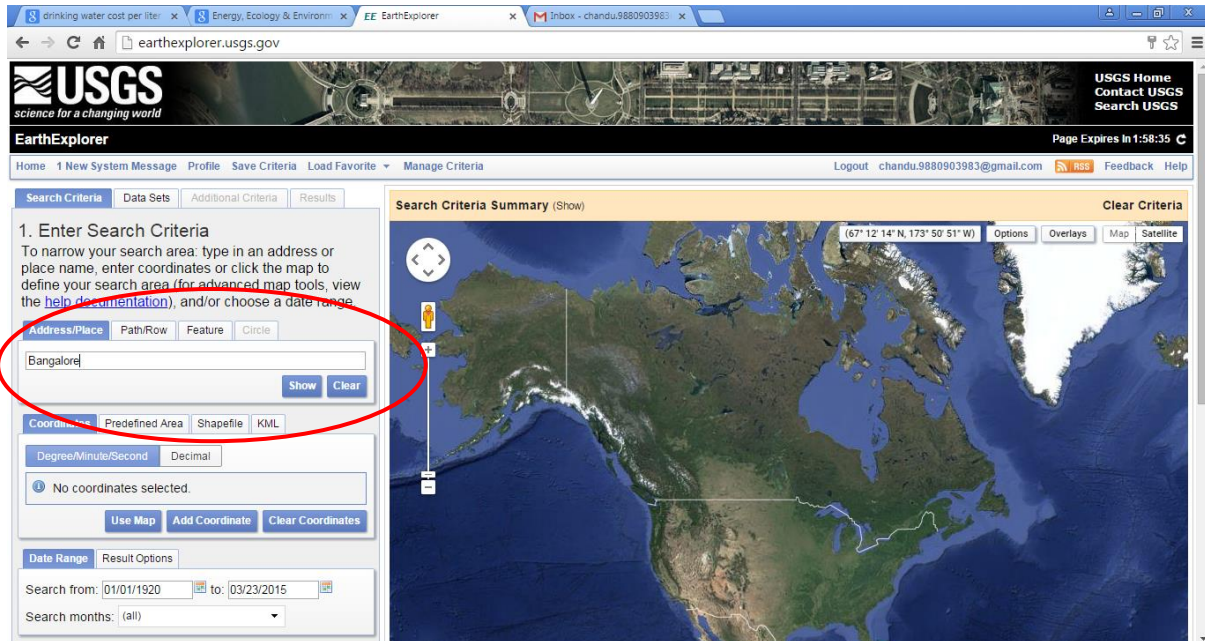 drinking water cost per liter
Energy, Ecology & Environm
EE EarthExplorer
Inbox - chandu.9880903983
earthexplorer.usgs.gov
USGS
science for a changing world
USGS Home
Contact USGS
Search USGS
EarthExplorer
Page Expires In 1:58:35
Home 1 New System Message Profile Save Criteria Load Favorite Manage Criteria
Logout chandu.9880903983@gmail.com RSS Feedback Help
Search Criteria Data Sets Additional Criteria Results
1. Enter Search Criteria
To narrow your search area: type in an address or
place name, enter coordinates or click the map to
define your search area (for advanced map tools, view
the help documentation), and/or choose a date range.
Address/Place Path/Row Feature Circle
Bangalore
Show Clear
Coordinates Predefined Area Shapefile KML
Degree/Minute/Second Decimal
No coordinates selected.
Use Map Add Coordinate Clear Coordinates
Date Range Result Options
Search from: 01/01/1920 to: 03/23/2015
Search months: (all)
Search Criteria Summary (Show)
Clear Criteria
(67° 12' 14" N, 173° 50' 51" W) Options Overlays Map Satellite